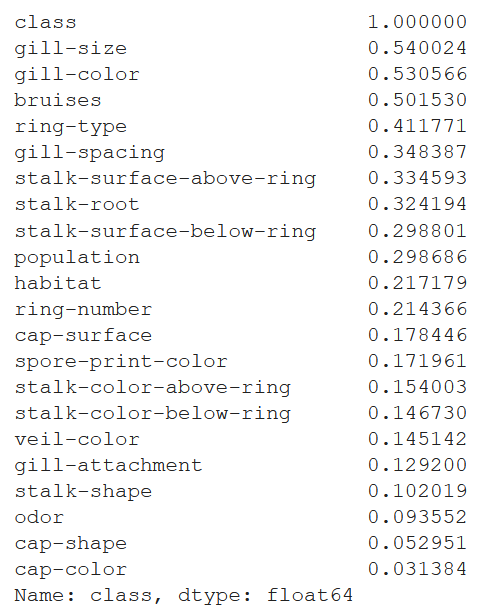 class 1.000000
gill-size 0.540024
gill-color 0.530566
bruises 0.501530
ring-type 0.411771
gill-spacing 0.348387
stalk-surface-above-ring 0.334593
stalk-root 0.324194
stalk-surface-below-ring 0.298801
population 0.298686
habitat 0.217179
ring-number 0.214366
cap-surface 0.178446
spore-print-color 0.171961
stalk-color-above-ring 0.154003
stalk-color-below-ring 0.146730
veil-color 0.145142
gill-attachment 0.129200
stalk-shape 0.102019
odor 0.093552
cap-shape 0.052951
cap-color 0.031384
Name: class, dtype: float64